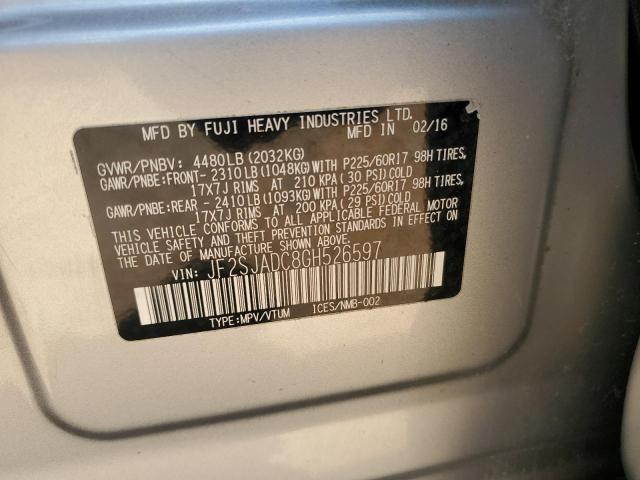 MFD BY FUJI HEAVY INDUSTRIES LTD.
MFD IN 02/16
GVWR/PNBV: 4480LB (2032KG)
GAWR/PNBE:FRONT- 2310LB (1048KG)WITH P225/60R17 98H TIRES,
17X7J RIMS AT 210 KPA ( 30 PSI) COLD
GAWR/PNBE:REAR - 2410LB (1093KG)WITH P225/60R17 98H TIRES,
17X7J RIMS AT 200 KPA ( 29 PSI) COLD
THIS VEHICLE CONFORMS TO ALL APPLICABLE FEDERAL MOTOR
VEHICLE SAFETY AND THEFT PREVENTION STANDARDS IN EFFECT ON
THE DATE OF MANUFACTURE SHOWN ABOVE.
VIN: JF2SJADC8GH526597
TYPE:MPV/VTUM ICES/NMB-002